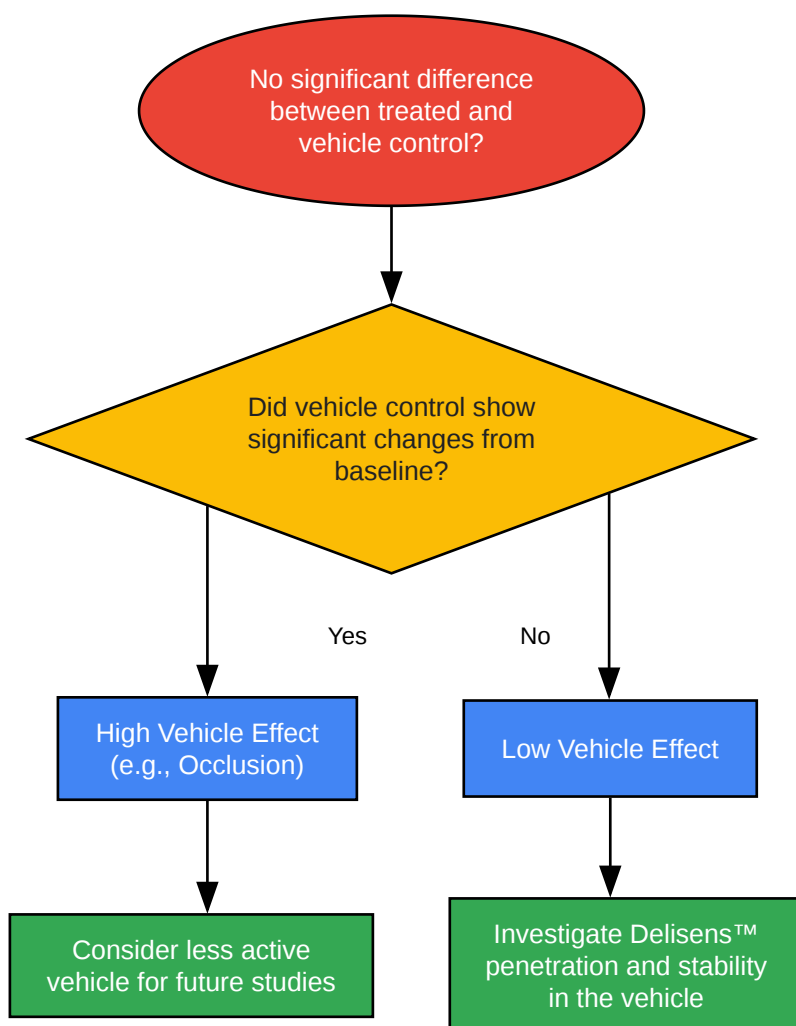 No significant difference
between treated and
vehicle control?
Did vehicle control show
significant changes from
baseline?
Yes
No
High Vehicle Effect
(e.g., Occlusion)
Low Vehicle Effect
Consider less active
vehicle for future studies
Investigate Delisens™
penetration and stability
in the vehicle